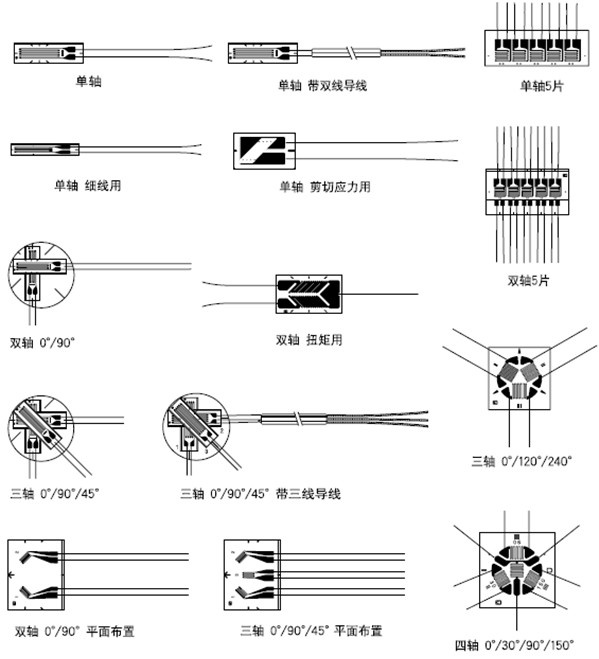 单轴
单轴 带双线导线
单轴5片
单轴 细线用
单轴 剪切应力用
双轴5片
双轴 0°/90°
双轴 扭矩用
三轴 0°/120°/240°
三轴 0°/90°/45°
三轴 0°/90°/45° 带三线导线
双轴 0°/90° 平面布置
三轴 0°/90°/45° 平面布置
四轴 0°/30°/90°/150°